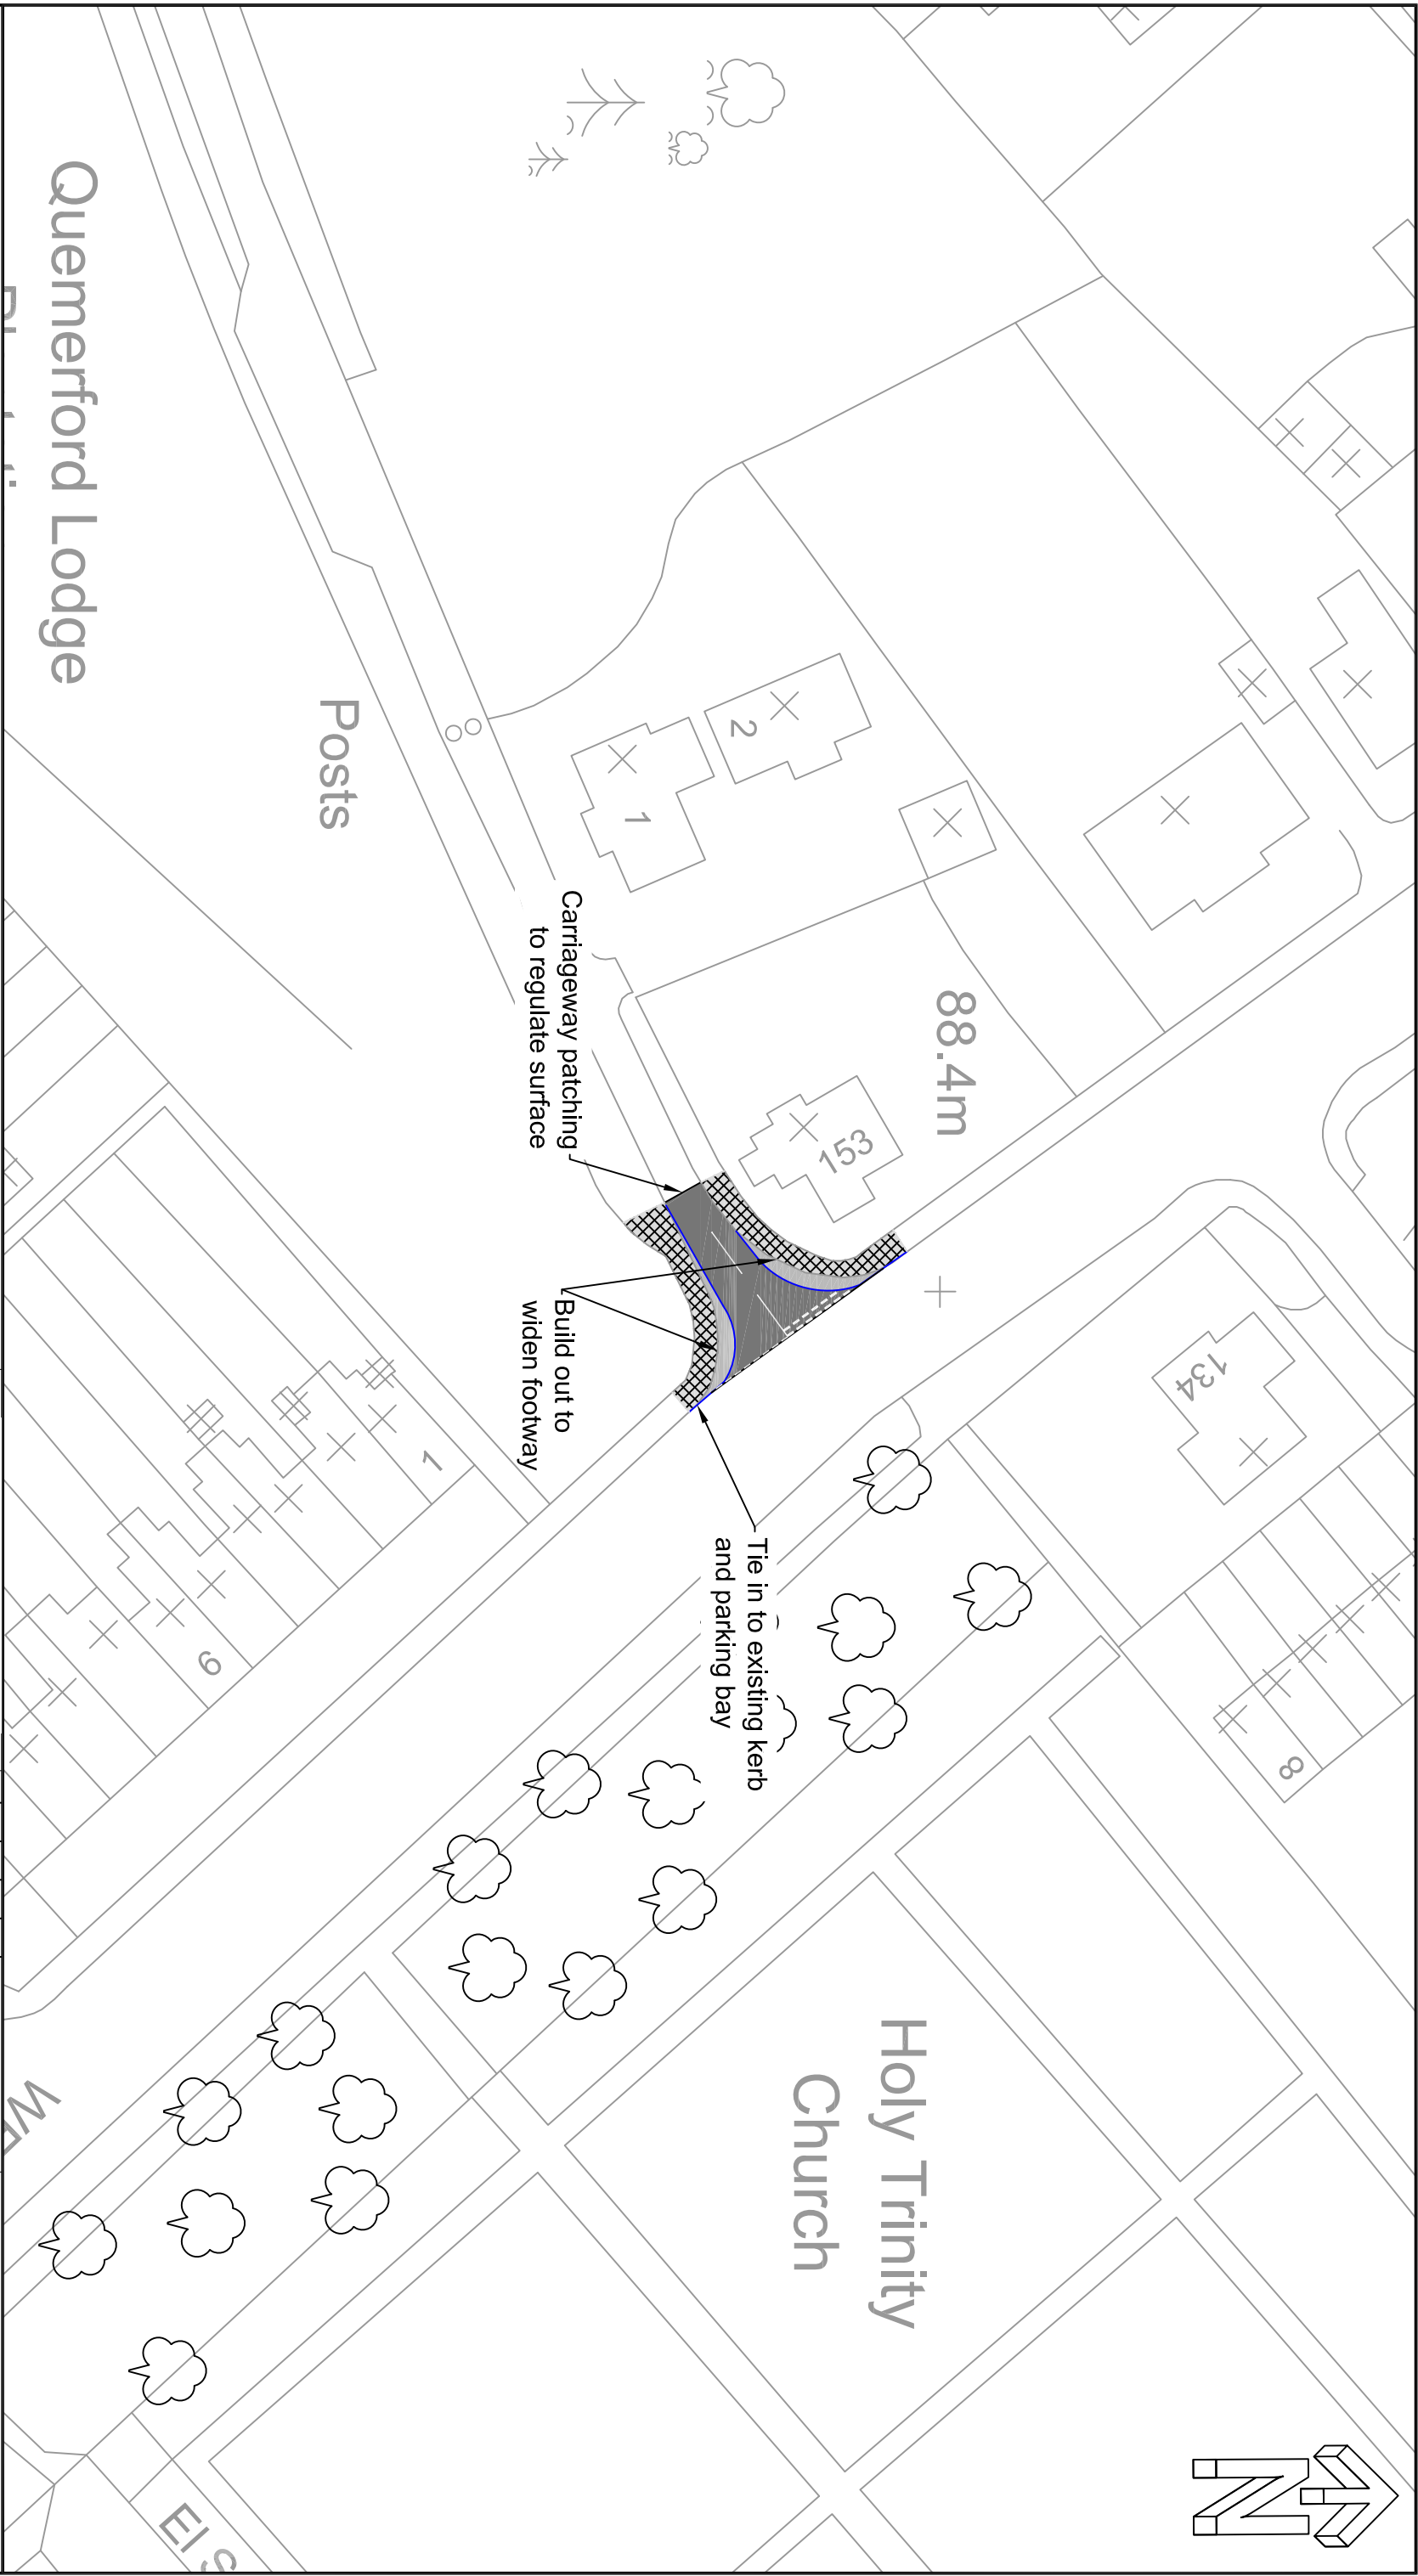 134
8
88.4m
153
Holy Trinity
Church
2
1
Tie in to existing kerb
and parking bay
Carriageway patching
to regulate surface
Build out to
widen footway
Posts
1
6
Quemerford Lodge
El S
N